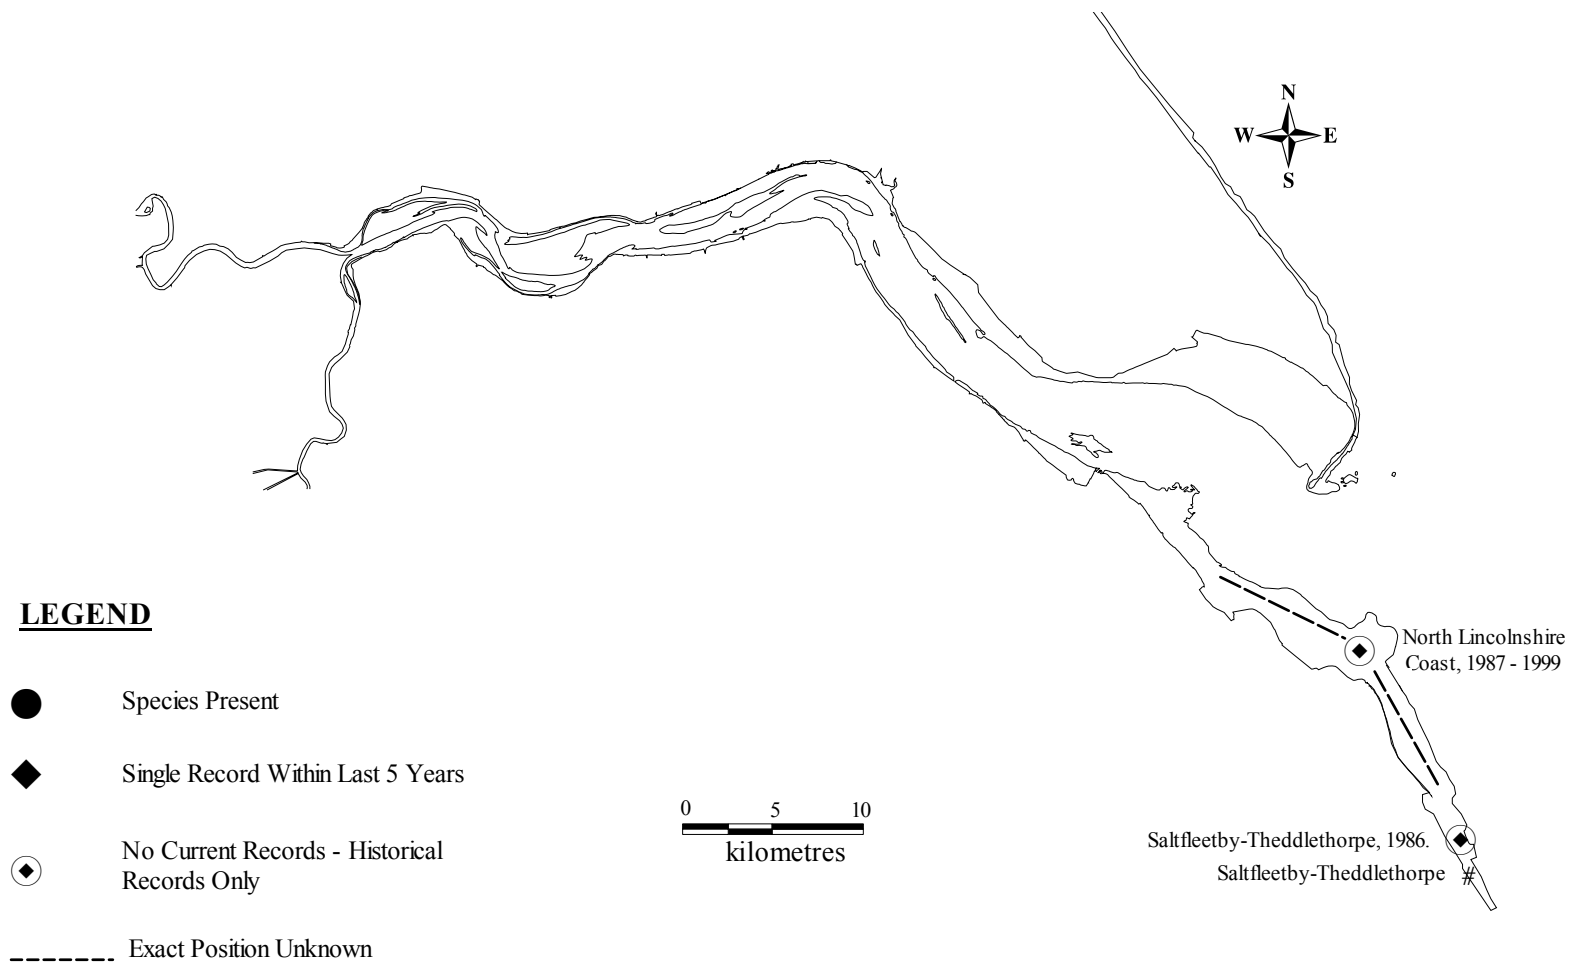 N
W E
S
LEGEND
Species Present
Single Record Within Last 5 Years
No Current Records - Historical
Records Only
Exact Position Unknown
0 5 10
kilometres
North Lincolnshire
Coast, 1987 - 1999
Saltfleetby-Theddlethorpe, 1986.
Saltfleetby-Theddlethorpe #